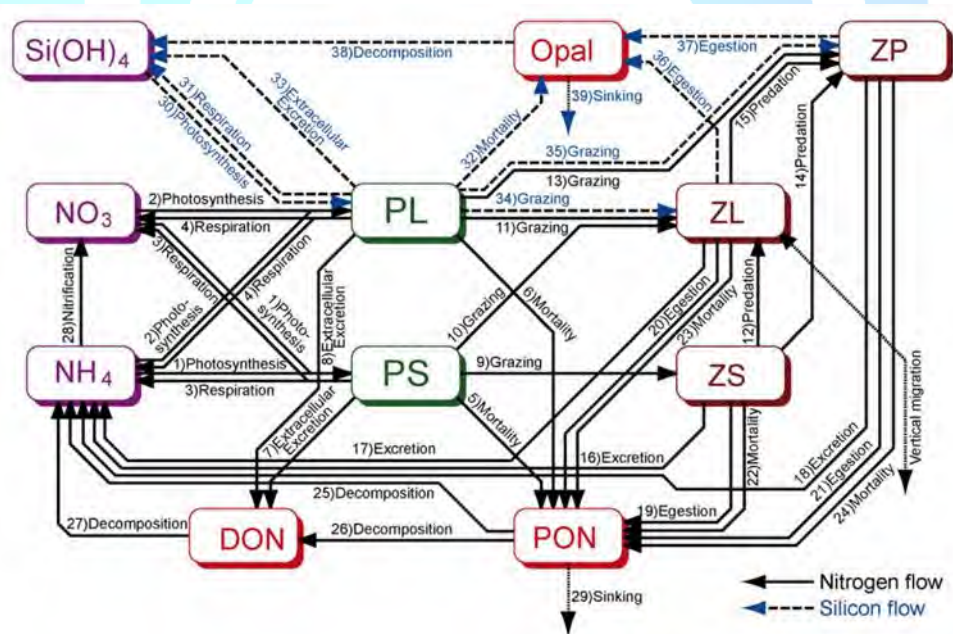 Si(OH)4
38)Decomposition
Opal
37)Egestion
ZP
31)Respiration
30)Photosynthesis
33)Extracellular
Excretion
32)Mortality
39)Sinking
36)Egestion
15)Predation
35)Grazing
13)Grazing
14)Predation
NO3
2)Photosynthesis
4)Respiration
PL
34)Grazing
11)Grazing
ZL
3)Respiration
4)Respiration
28)Nitrification
2)Photo-
synthesis
1)Photo-
synthesis
8)Extracellular
Excretion
6)Mortality
10)Grazing
20)Egestion
23)Mortality
12)Predation
NH4
1)Photosynthesis
3)Respiration
PS
9)Grazing
ZS
Vertical migration
7)Extracellular
Excretion
5)Mortality
17)Excretion
16)Excretion
22)Mortality
18)Excretion
21)Egestion
24)Mortality
25)Decomposition
19)Egestion
27)Decomposition
DON
26)Decomposition
PON
29)Sinking
Nitrogen flow
Silicon flow